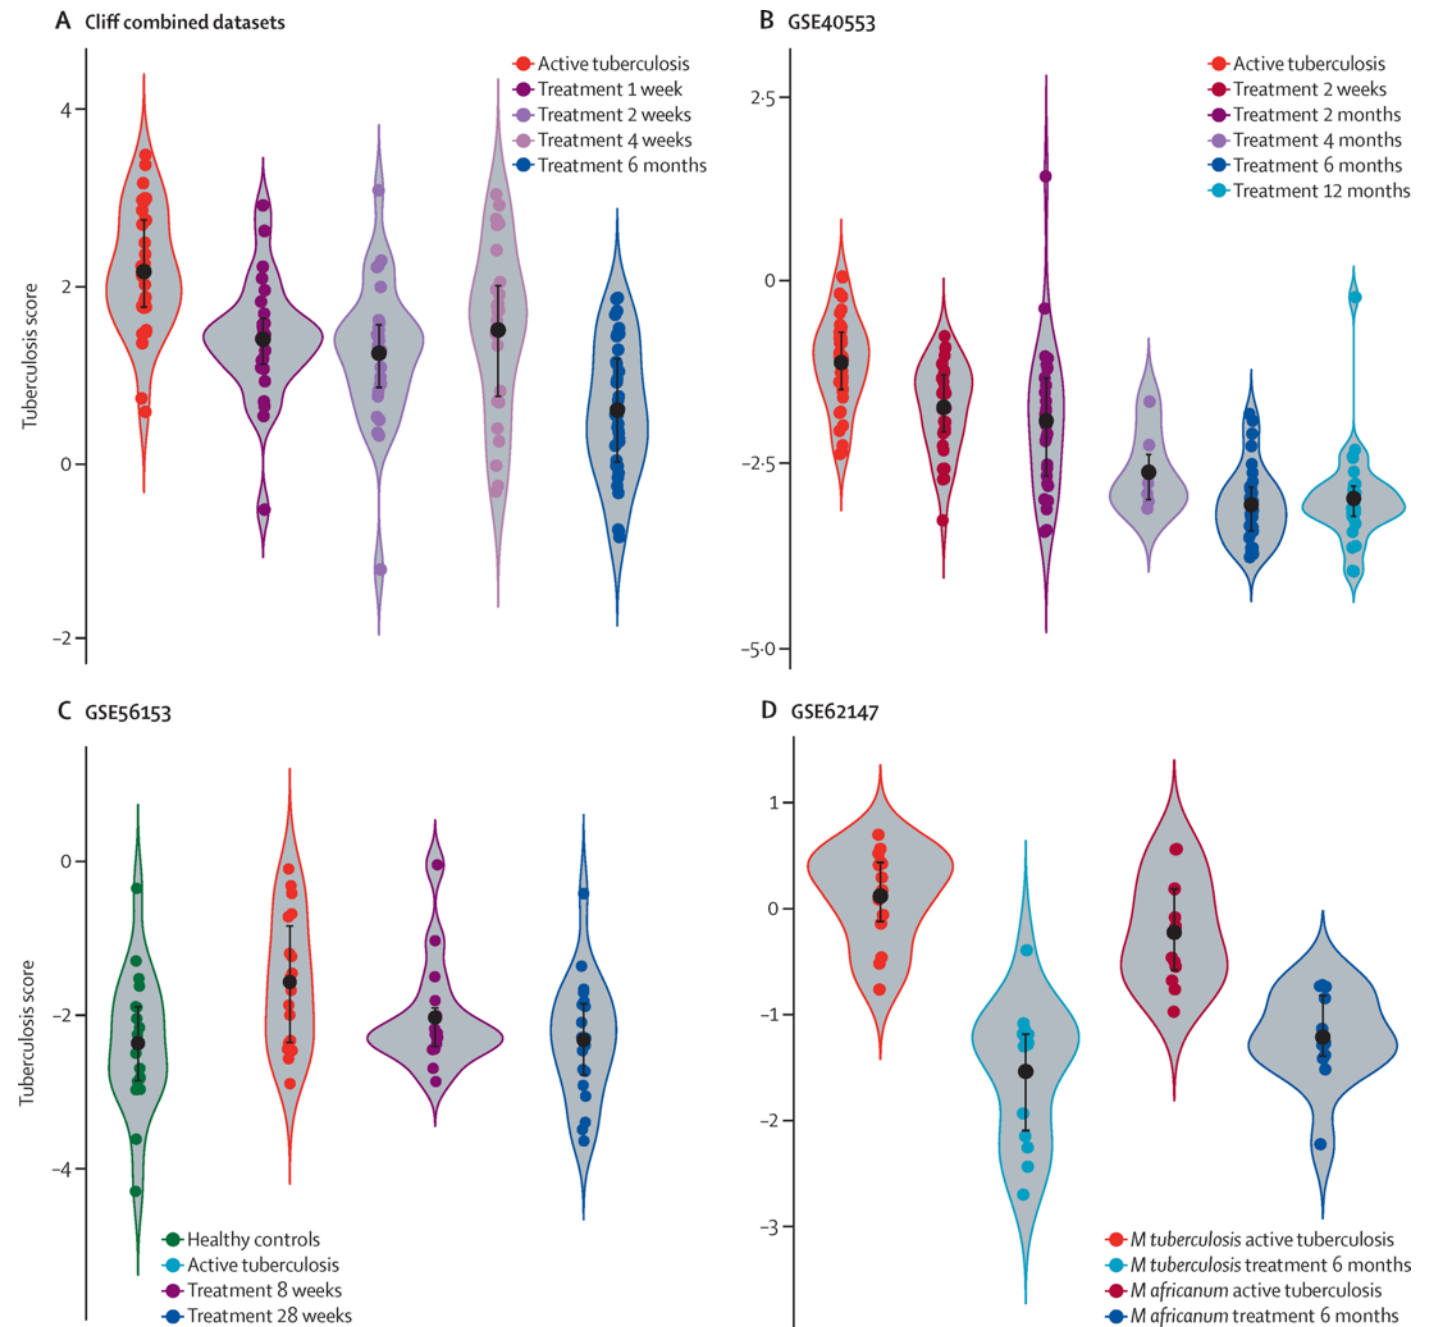 A Cliff combined datasets
Active tuberculosis
Treatment 1 week
Treatment 2 weeks
Treatment 4 weeks
Treatment 6 months
Tuberculosis score
4
2
0
–2
B GSE40553
Active tuberculosis
Treatment 2 weeks
Treatment 2 months
Treatment 4 months
Treatment 6 months
Treatment 12 months
2·5
0
–2·5
–5·0
C GSE56153
Tuberculosis score
0
–2
–4
Healthy controls
Active tuberculosis
Treatment 8 weeks
Treatment 28 weeks
D GSE62147
1
0
–1
–2
–3
M tuberculosis active tuberculosis
M tuberculosis treatment 6 months
M africanum active tuberculosis
M africanum treatment 6 months